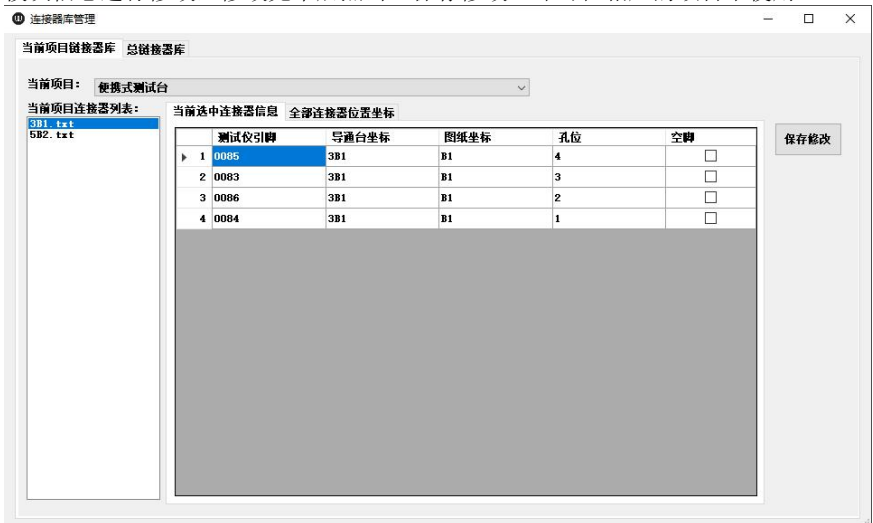 连接器库管理
当前项目链接器库 总链接器库
当前项目: 便携式测试台
当前项目连接器列表:
3B1.txt
5B2.txt
当前选中连接器信息 全部连接器位置坐标
测试仪引脚 导通台坐标 图纸坐标 孔位 空脚
1 0085 3B1 B1 4
2 0083 3B1 B1 3
3 0086 3B1 B1 2
4 0084 3B1 B1 1
保存修改